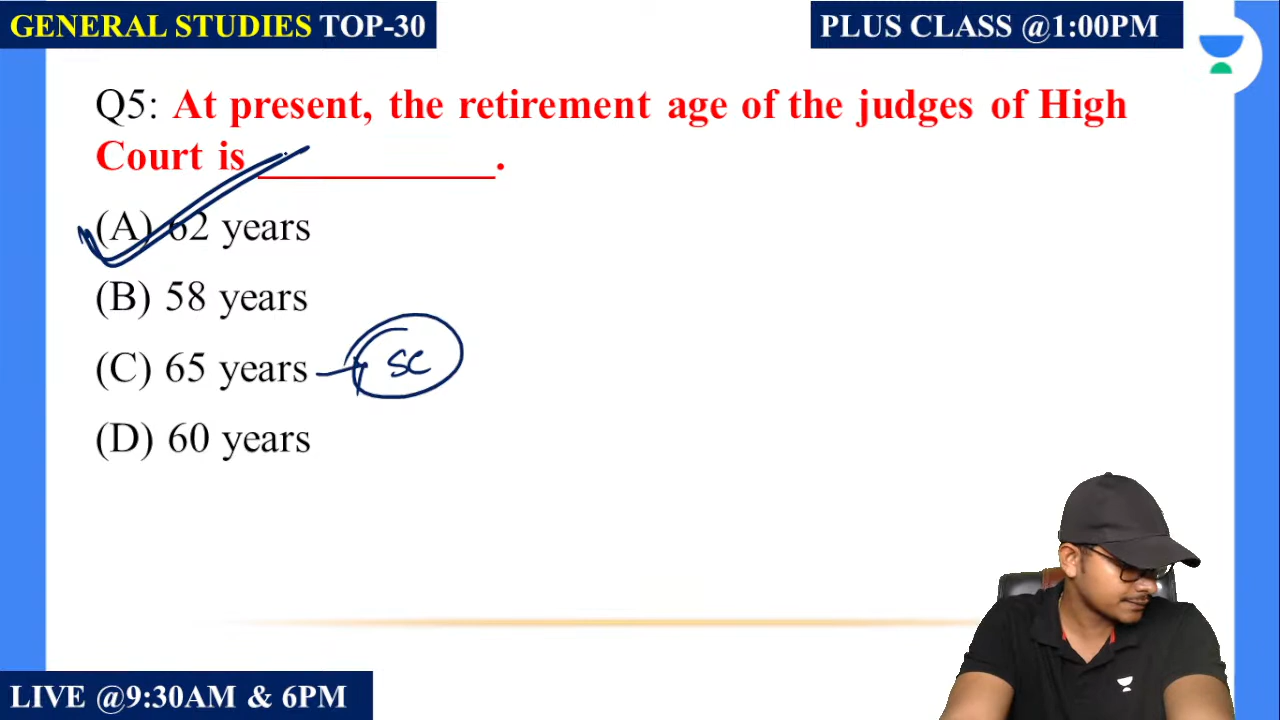 GENERAL STUDIES TOP-30
PLUS CLASS @1:00PM
Q5: At present, the retirement age of the judges of High
Court is ___________.
(A) 62 years
(B) 58 years
(C) 65 years
SC
(D) 60 years
LIVE @9:30AM & 6PM